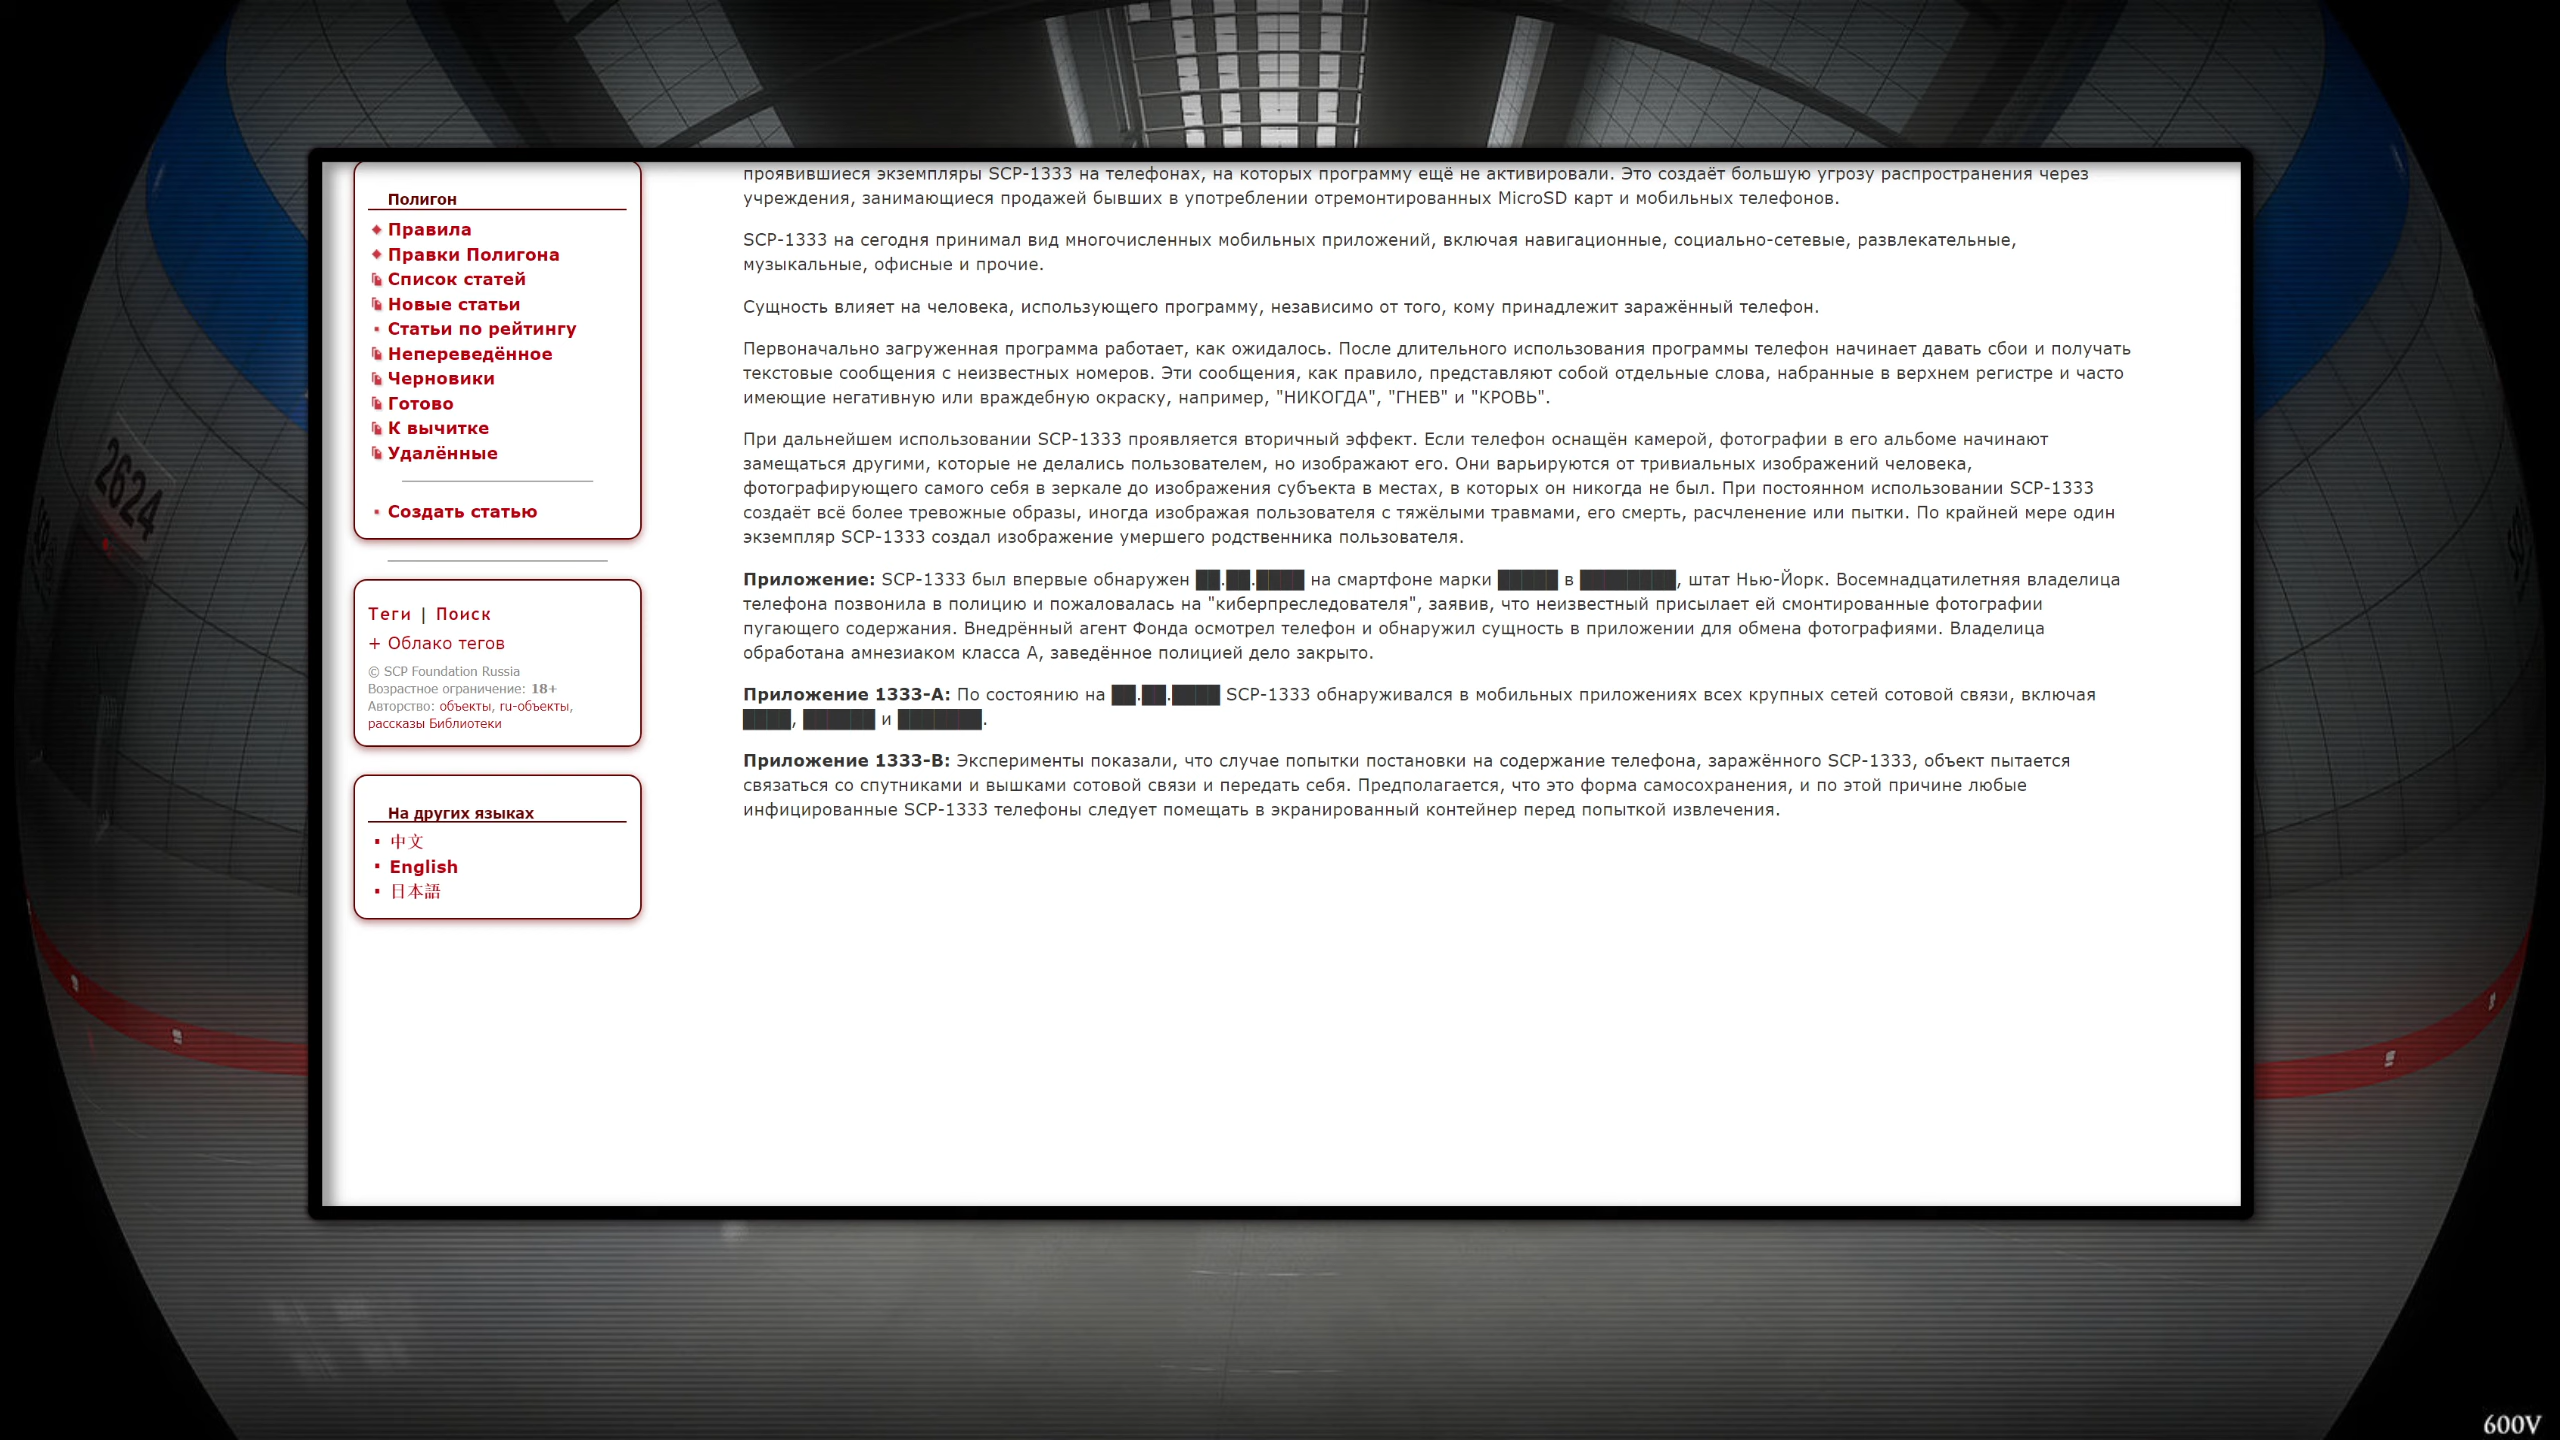 Полигон
Правила
Правки Полигона
Список статей
Новые статьи
Статьи по рейтингу
Непереведённое
Черновики
Готово
К вычитке
Удалённые
Создать статью
Теги | Поиск
+ Облако тегов
© SCP Foundation Russia
Возрастное ограничение: 18+
Авторство: объекты, ru-объекты,
рассказы Библиотеки
На других языках
中文
English
日本語
проявившиеся экземпляры SCP-1333 на телефонах, на которых программу ещё не активировали. Это создаёт большую угрозу распространения через
учреждения, занимающиеся продажей бывших в употреблении отремонтированных MicroSD карт и мобильных телефонов.
SCP-1333 на сегодня принимал вид многочисленных мобильных приложений, включая навигационные, социально-сетевые, развлекательные,
музыкальные, офисные и прочие.
Сущность влияет на человека, использующего программу, независимо от того, кому принадлежит заражённый телефон.
Первоначально загруженная программа работает, как ожидалось. После длительного использования программы телефон начинает давать сбои и получать
текстовые сообщения с неизвестных номеров. Эти сообщения, как правило, представляют собой отдельные слова, набранные в верхнем регистре и часто
имеющие негативную или враждебную окраску, например, "НИКОГДА", "ГНЕВ" и "КРОВЬ".
При дальнейшем использовании SCP-1333 проявляется вторичный эффект. Если телефон оснащён камерой, фотографии в его альбоме начинают
замещаться другими, которые не делались пользователем, но изображают его. Они варьируются от тривиальных изображений человека,
фотографирующего самого себя в зеркале до изображения субъекта в местах, в которых он никогда не был. При постоянном использовании SCP-1333
создаёт всё более тревожные образы, иногда изображая пользователя с тяжёлыми травмами, его смерть, расчленение или пытки. По крайней мере один
экземпляр SCP-1333 создал изображение умершего родственника пользователя.
Приложение: SCP-1333 был впервые обнаружен ██.██.████ на смартфоне марки █████ в ████████, штат Нью-Йорк. Восемнадцатилетняя владелица
телефона позвонила в полицию и пожаловалась на "киберпреследователя", заявив, что неизвестный присылает ей смонтированные фотографии
пугающего содержания. Внедрённый агент Фонда осмотрел телефон и обнаружил сущность в приложении для обмена фотографиями. Владелица
обработана амнезиаком класса А, заведённое полицией дело закрыто.
Приложение 1333-A: По состоянию на ██.██.████ SCP-1333 обнаруживался в мобильных приложениях всех крупных сетей сотовой связи, включая
████, ██████ и ███████.
Приложение 1333-B: Эксперименты показали, что случае попытки постановки на содержание телефона, заражённого SCP-1333, объект пытается
связаться со спутниками и вышками сотовой связи и передать себя. Предполагается, что это форма самосохранения, и по этой причине любые
инфицированные SCP-1333 телефоны следует помещать в экранированный контейнер перед попыткой извлечения.
2624
600V